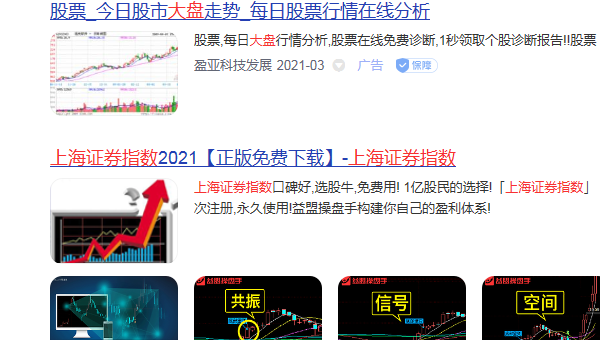 股票_今日股市大盘走势_每日股票行情在线分析
股票,每日大盘行情分析,股票在线免费诊断,1秒领取个股诊断报告!!股票
盈亚科技发展 2021-03 广告 保障
上海证券指数2021【正版免费下载】-上海证券指数
上海证券指数口碑好,选股牛,免费用! 1亿股民的选择!「上海证券指数」
次注册,永久使用!益盟操盘手构建你自己的盈利体系!
益盟操盘手 益盟操盘手 益盟操盘手
共振 信号 空间